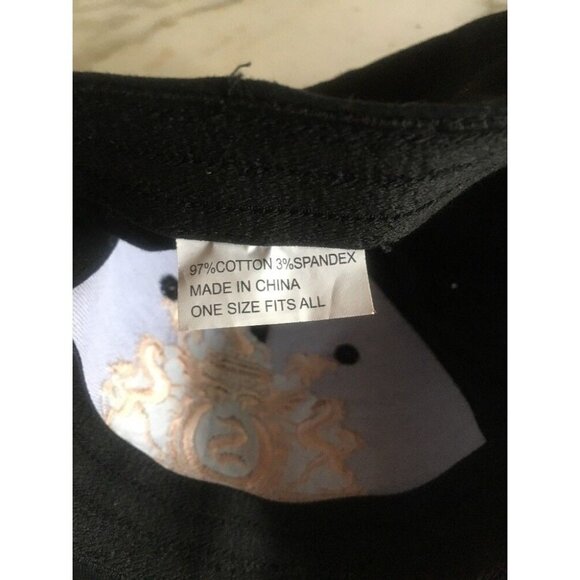 97%COTTON 3%SPANDEX
MADE IN CHINA
ONE SIZE FITS ALL